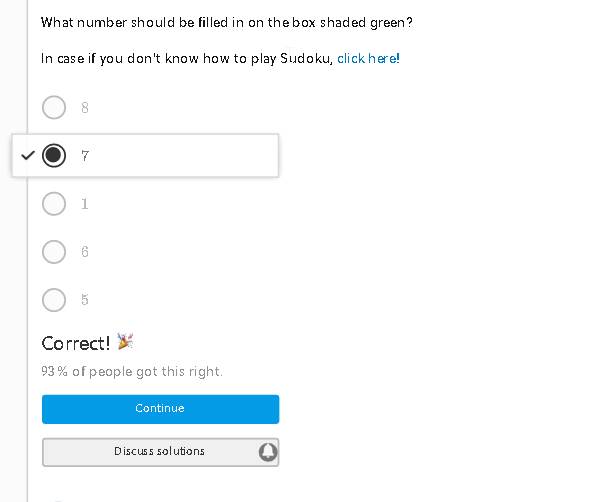 What number should be filled in on the box shaded green?
In case if you don't know how to play Sudoku, click here!
8
7
1
6
5
Correct! 🎉
93% of people got this right.
Continue
Discuss solutions